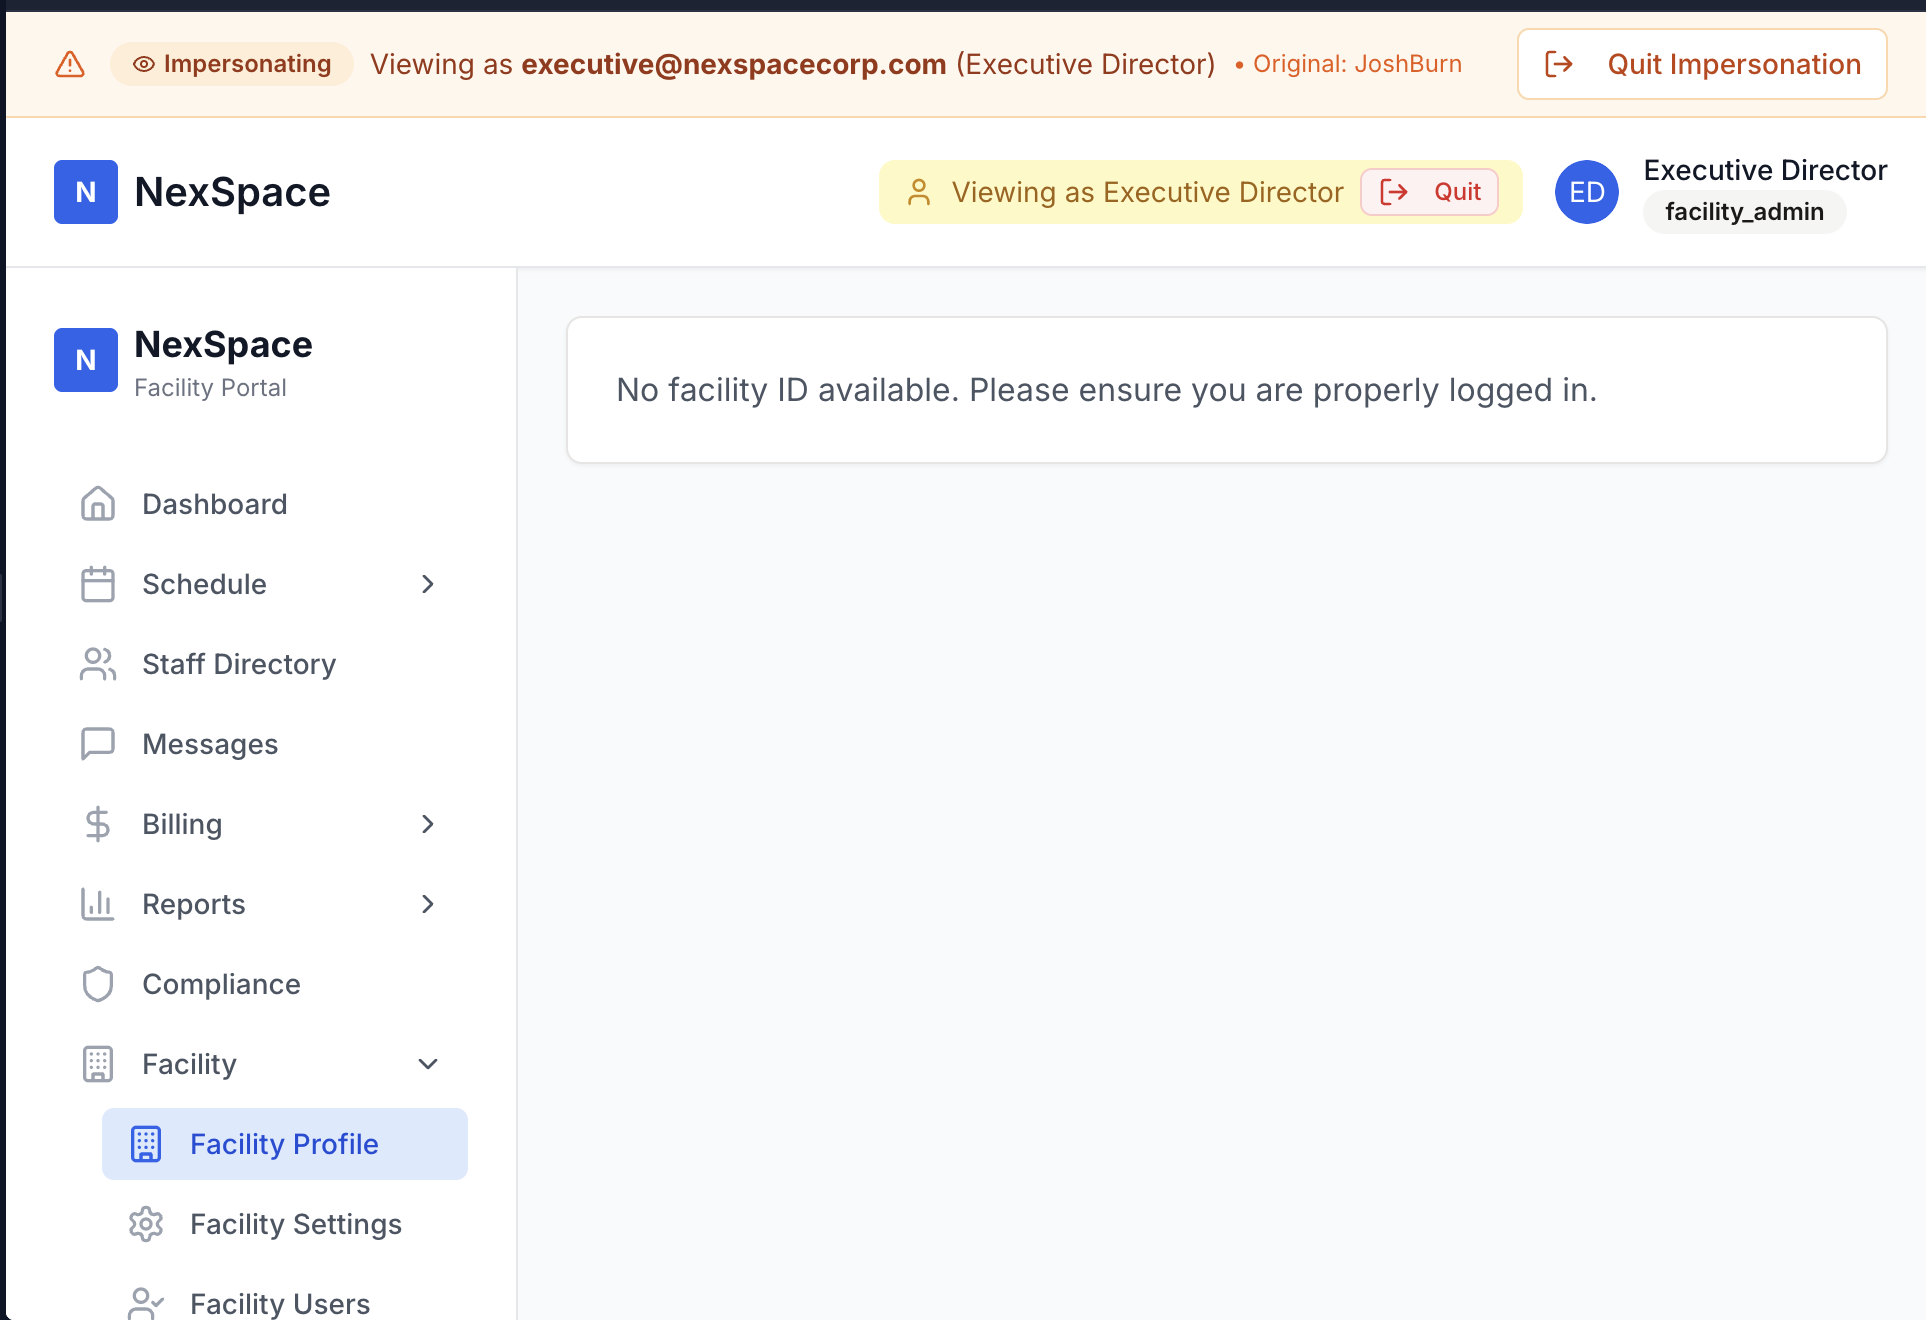 Impersonating Viewing as executive@nexspacecorp.com (Executive Director) • Original: JoshBurn Quit Impersonation
N NexSpace
Viewing as Executive Director Quit
ED Executive Director
facility_admin
N NexSpace
Facility Portal
Dashboard
Schedule
Staff Directory
Messages
Billing
Reports
Compliance
Facility
Facility Profile
Facility Settings
Facility Users
No facility ID available. Please ensure you are properly logged in.